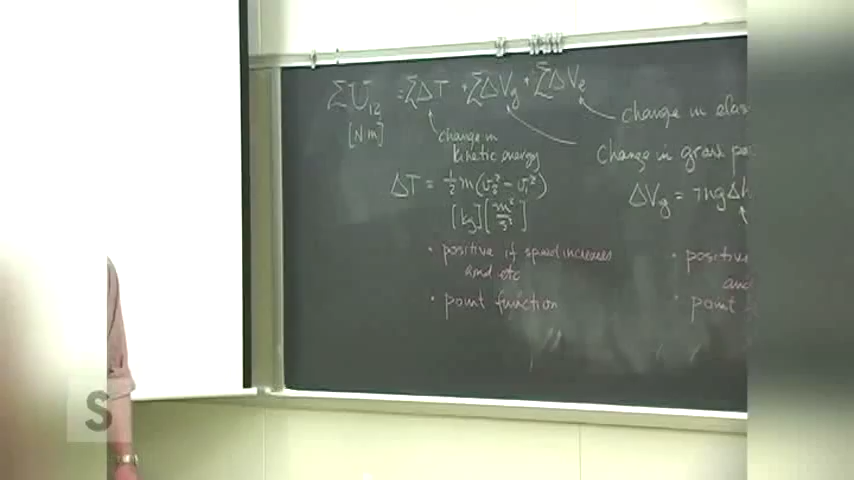 ΣU₁₂ = ΣΔT + ΣΔVg + ΣΔVe
[N·m]
change in
kinetic energy
change in elas
Change in grav po
ΔT = ½m(v₂² − v₁²)
ΔVg = mgΔh
[kg][m²/s²]
• positive if speed increases
and etc
• point function
• positive
and
• point
S